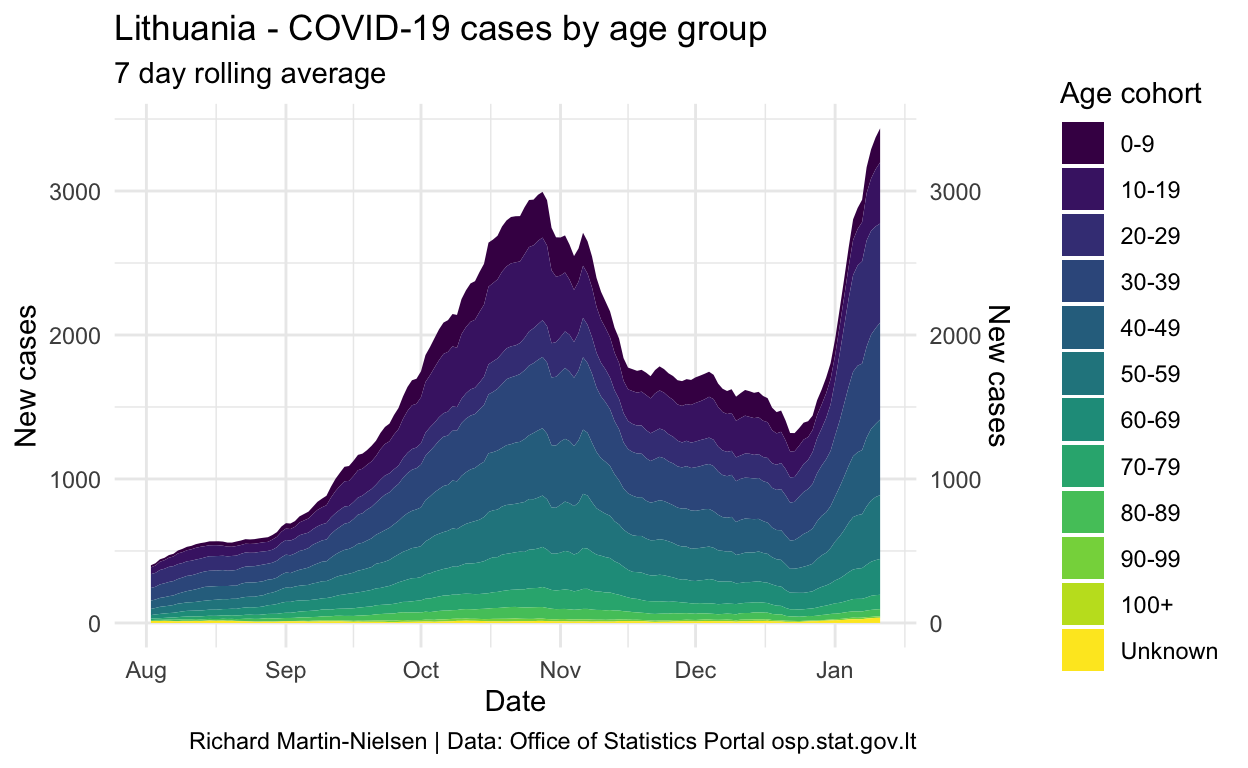 Lithuania - COVID-19 cases by age group
7 day rolling average
New cases
3000
2000
1000
0
3000
2000
1000
0
New cases
Aug
Sep
Oct
Nov
Dec
Jan
Date
Age cohort
0-9
10-19
20-29
30-39
40-49
50-59
60-69
70-79
80-89
90-99
100+
Unknown
Richard Martin-Nielsen | Data: Office of Statistics Portal osp.stat.gov.lt